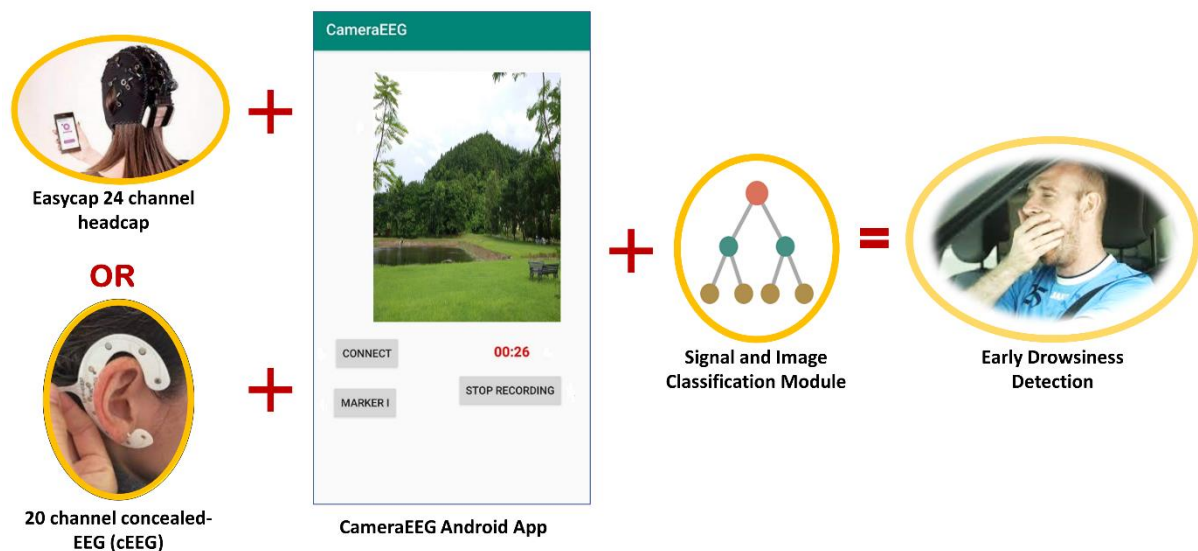 Easycap 24 channel
headcap
OR
20 channel concealed-
EEG (cEEG)
+
+
CameraEEG
CONNECT
00:26
MARKER I
STOP RECORDING
CameraEEG Android App
+
Signal and Image
Classification Module
=
Early Drowsiness
Detection